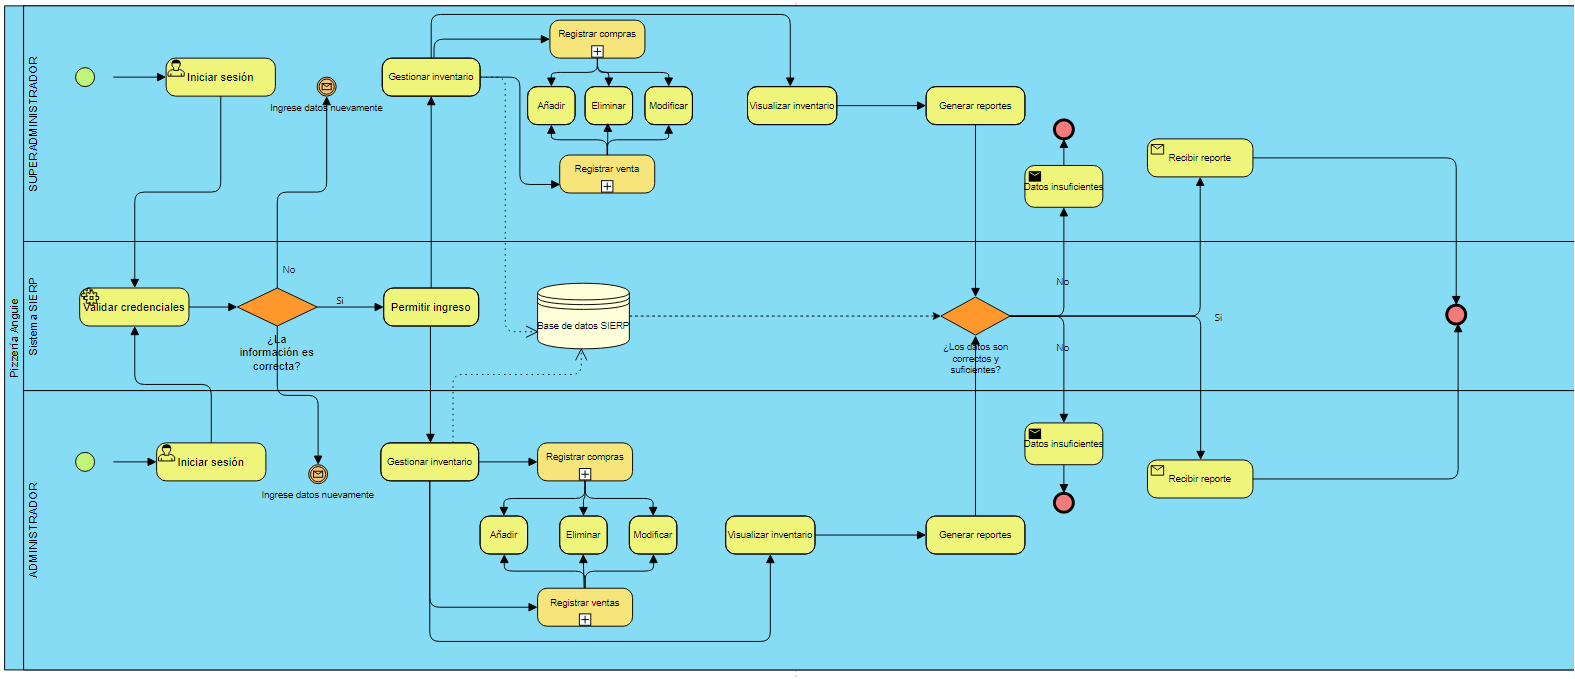 Pizzería Anguie
SUPERADMINISTRADOR
Iniciar sesión
Ingrese datos nuevamente
Gestionar inventario
Registrar compras
Añadir
Eliminar
Modificar
Registrar venta
Visualizar inventario
Generar reportes
Datos insuficientes
Recibir reporte
Sistema SIERP
Validar credenciales
No
Si
¿La
información es
correcta?
Permitir ingreso
Base de datos SIERP
¿Los datos son
correctos y
suficientes?
No
No
Si
ADMINISTRADOR
Iniciar sesión
Ingrese datos nuevamente
Gestionar inventario
Registrar compras
Añadir
Eliminar
Modificar
Registrar ventas
Visualizar inventario
Generar reportes
Datos insuficientes
Recibir reporte